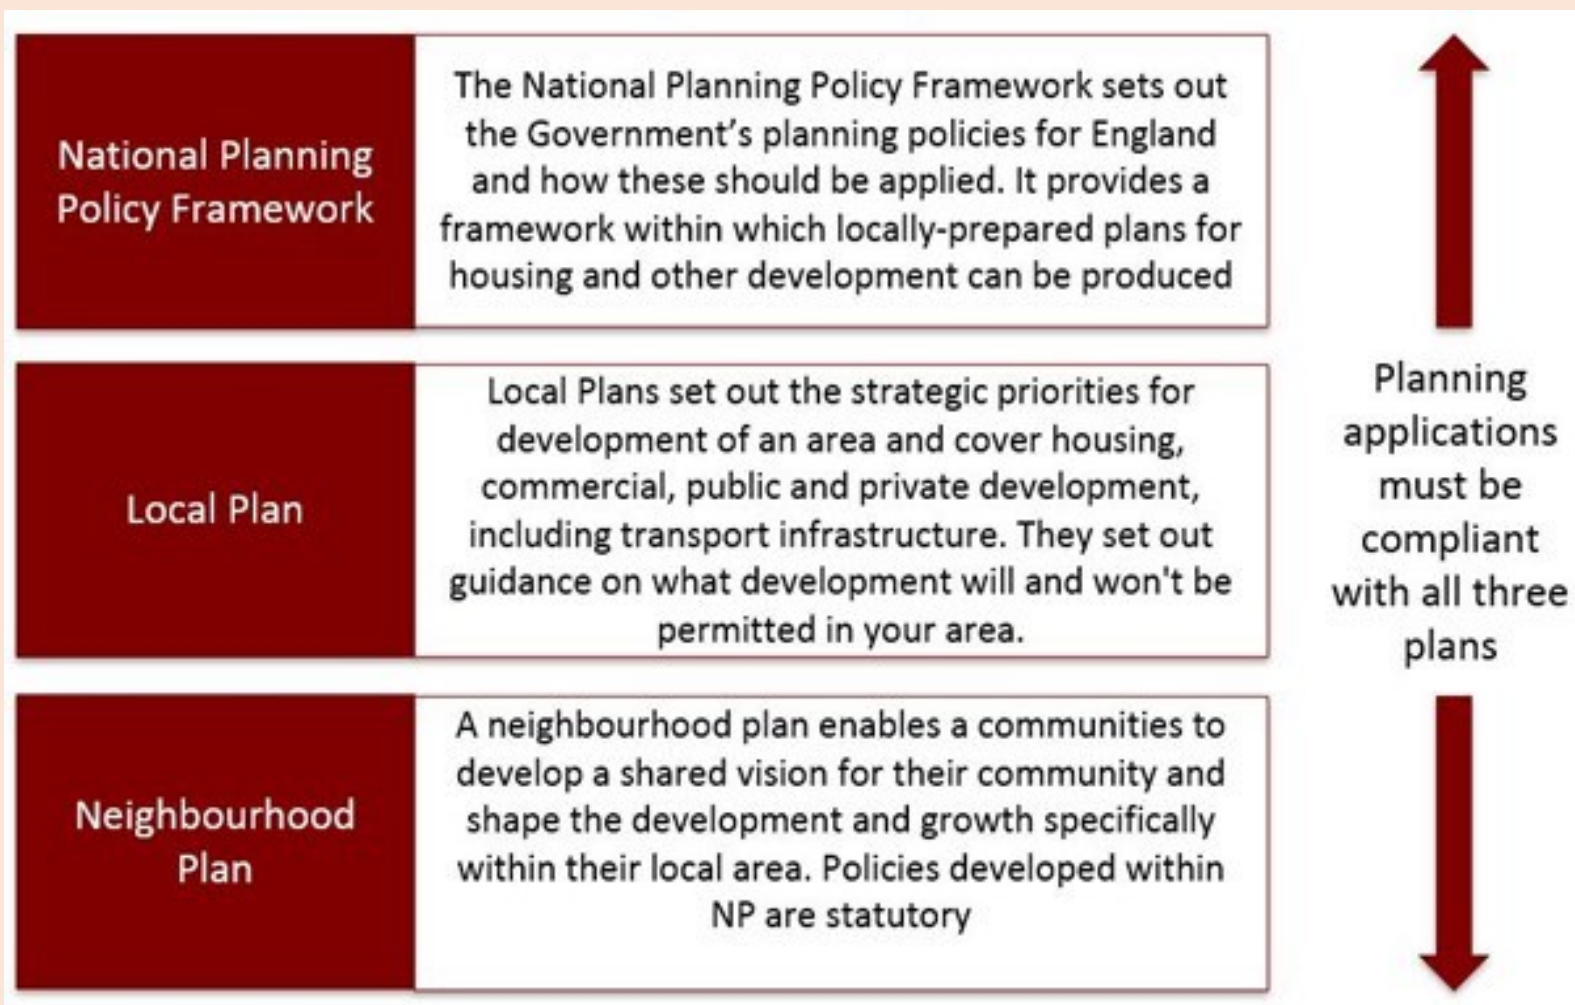 National Planning
Policy Framework
The National Planning Policy Framework sets out
the Government’s planning policies for England
and how these should be applied. It provides a
framework within which locally-prepared plans for
housing and other development can be produced
Local Plan
Local Plans set out the strategic priorities for
development of an area and cover housing,
commercial, public and private development,
including transport infrastructure. They set out
guidance on what development will and won't be
permitted in your area.
Neighbourhood
Plan
A neighbourhood plan enables a communities to
develop a shared vision for their community and
shape the development and growth specifically
within their local area. Policies developed within
NP are statutory
Planning
applications
must be
compliant
with all three
plans